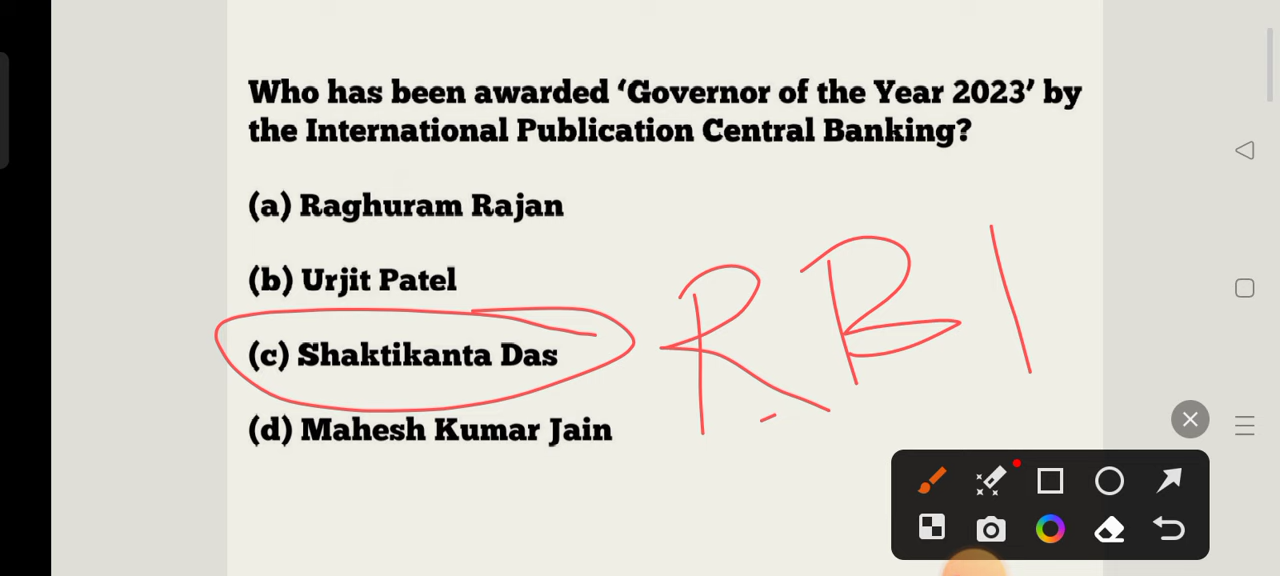 Who has been awarded ‘Governor of the Year 2023’ by
the International Publication Central Banking?
(a) Raghuram Rajan
(b) Urjit Patel
(c) Shaktikanta Das
(d) Mahesh Kumar Jain
RBI